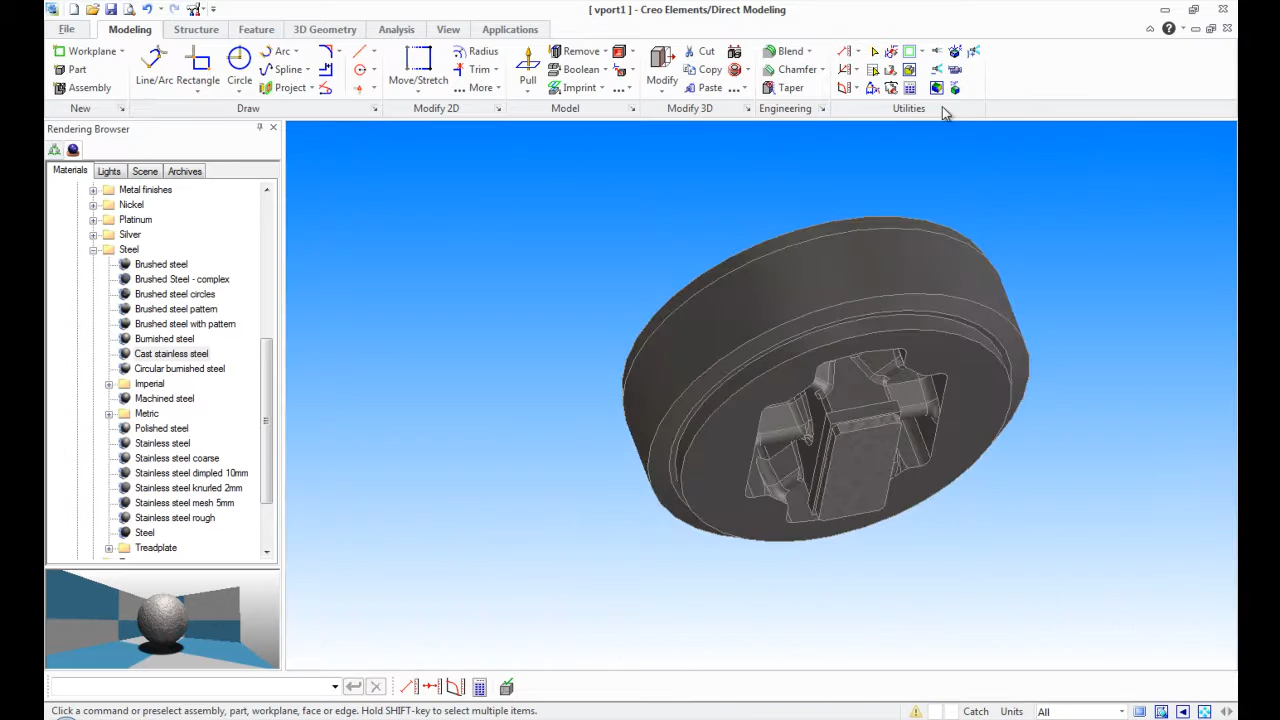 [ vport1 ] - Creo Elements/Direct Modeling
File Modeling Structure Feature 3D Geometry Analysis View Applications
Workplane Arc Radius Remove Cut Blend
Part Line/Arc Rectangle Circle Spline Move/Stretch Trim Pull Boolean Modify Copy Chamfer
Assembly Project More Imprint Paste Taper
New Draw Modify 2D Model Modify 3D Engineering Utilities
Rendering Browser
Materials Lights Scene Archives
Metal finishes
Nickel
Platinum
Silver
Steel
Brushed steel
Brushed Steel - complex
Brushed steel circles
Brushed steel pattern
Brushed steel with pattern
Burnished steel
Cast stainless steel
Circular burnished steel
Imperial
Machined steel
Metric
Polished steel
Stainless steel
Stainless steel coarse
Stainless steel dimpled 10mm
Stainless steel knurled 2mm
Stainless steel mesh 5mm
Stainless steel rough
Steel
Treadplate
Click a command or preselect assembly, part, workplane, face or edge. Hold SHIFT-key to select multiple items. Catch Units All